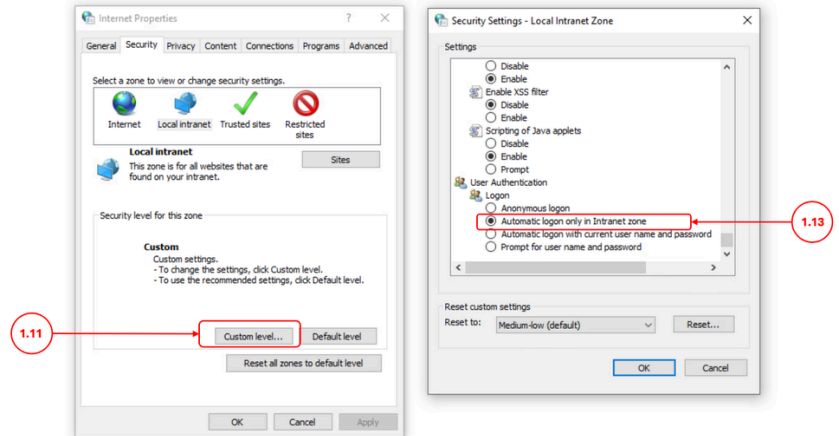 Internet Properties
? ×
General Security Privacy Content Connections Programs Advanced
Select a zone to view or change security settings.
Internet Local intranet Trusted sites Restricted sites
Local intranet
This zone is for all websites that are
found on your intranet.
Sites
Security level for this zone
Custom
Custom settings.
- To change the settings, click Custom level.
- To use the recommended settings, click Default level.
1.11
Custom level... Default level
Reset all zones to default level
OK Cancel Apply
Security Settings - Local Intranet Zone
×
Settings
Disable
Enable
Enable XSS filter
Disable
Enable
Scripting of Java applets
Disable
Enable
Prompt
User Authentication
Logon
Anonymous logon
Automatic logon only in Intranet zone
1.13
Automatic logon with current user name and password
Prompt for user name and password
Reset custom settings
Reset to: Medium-low (default) Reset...
OK Cancel